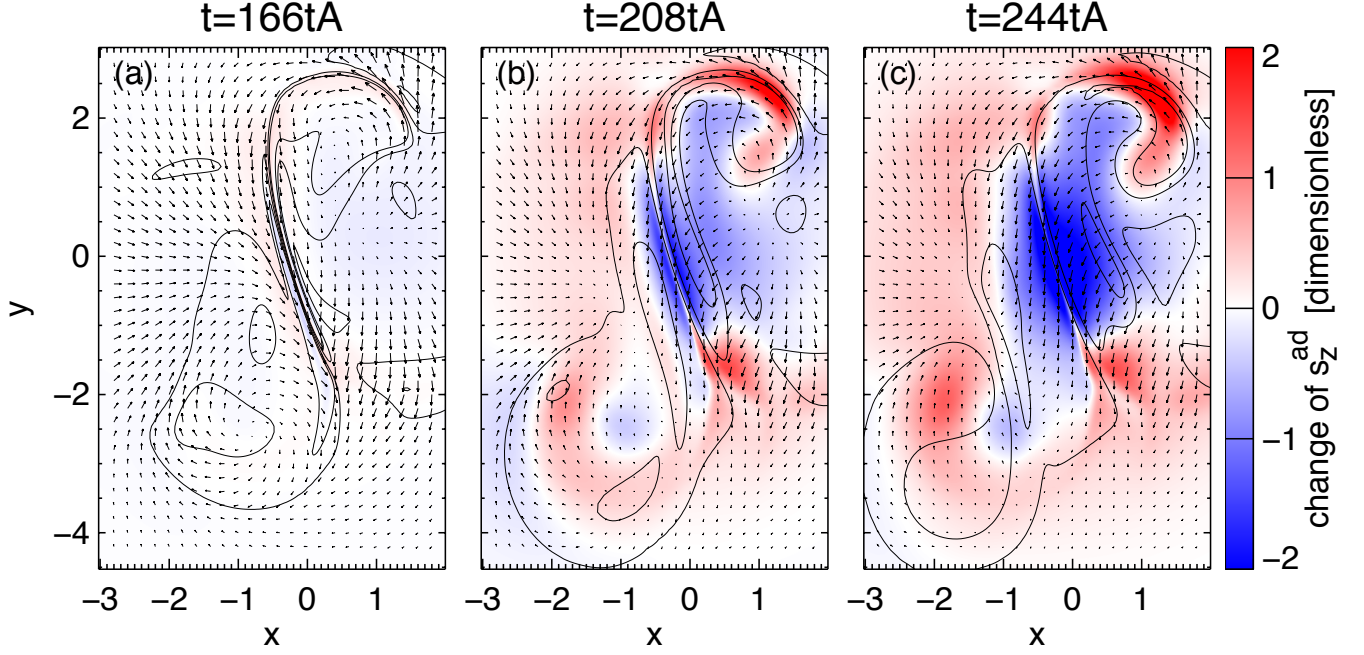 t=166tA
t=208tA
t=244tA
(a)
(b)
(c)
y
2
0
−2
−4
−3 −2 −1 0 1
−3 −2 −1 0 1
−3 −2 −1 0 1
x
x
x
2
1
0
−1
−2
change of s_z^ad [dimensionless]